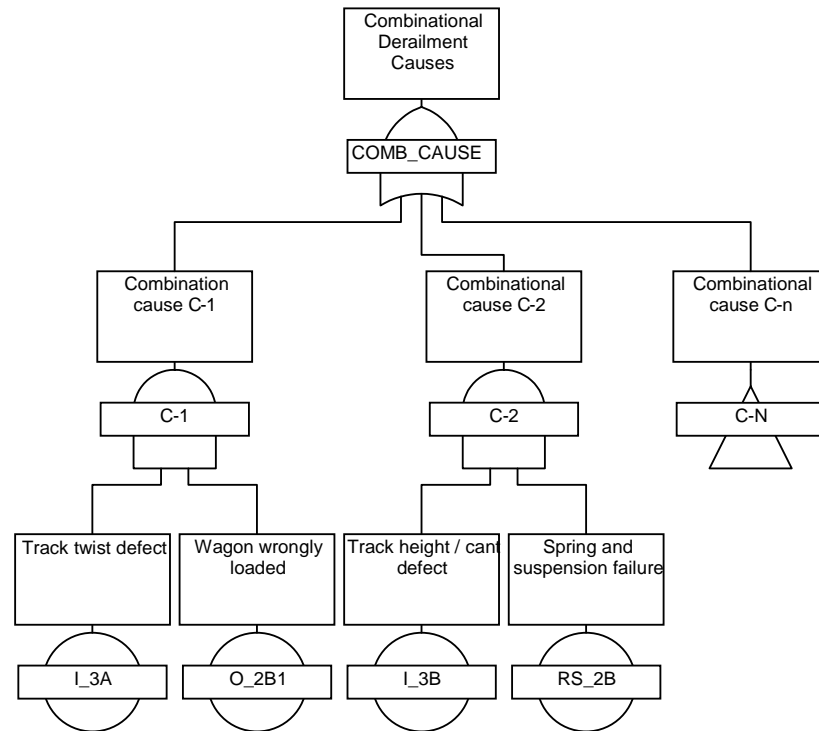 Combinational
Derailment
Causes
COMB_CAUSE
Combination
cause C-1
Combinational
cause C-2
Combinational
cause C-n
C-1
C-2
C-N
Track twist defect
Wagon wrongly
loaded
Track height / cant
defect
Spring and
suspension failure
I_3A
O_2B1
I_3B
RS_2B